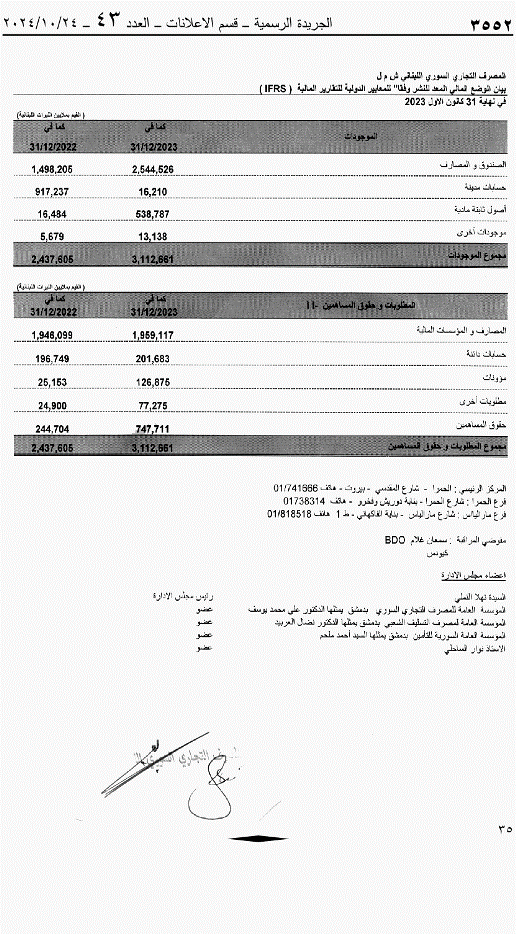 ٣٥٥٢
الجريدة الرسمية – قسم الاعلانات – العدد ٤٣ – ٢٠٢٤/١٠/٢٤
المصرف التجاري السوري اللبناني ش م ل
بيان الوضع المالي المعد للنشر وفقا" للمعايير الدولية للتقارير المالية ( IFRS )
في نهاية 31 كانون الاول 2023
(القيم بملايين الليرات اللبنانية)
الموجودات كما في 31/12/2023 كما في 31/12/2022
الصندوق و المصارف 2,544,526 1,498,205
حسابات مدينة 16,210 917,237
أصول ثابتة مادية 538,787 16,484
موجودات أخرى 13,138 5,679
مجموع الموجودات 3,112,661 2,437,605
(القيم بملايين الليرات اللبنانية)
المطلوبات و حقوق المساهمين -II كما في 31/12/2023 كما في 31/12/2022
المصارف و المؤسسات المالية 1,959,117 1,946,099
حسابات دائنة 201,683 196,749
مؤونات 126,875 25,153
مطلوبات أخرى 77,275 24,900
حقوق المساهمين 747,711 244,704
مجموع المطلوبات و حقوق المساهمين 3,112,661 2,437,605
المركز الرئيسي : الحمرا - شارع المقدسي - بيروت - هاتف 01/741666
فرع الحمرا : شارع الحمرا - بناية دوريش وفخرو - هاتف 01738314
فرع مارالياس : شارع مارالياس - بناية الفاكهاني - ط 1 هاتف 01/818518
مفوضي المراقبة : سمعان غلام BDO
كيونس
اعضاء مجلس الادارة
السيدة نهلا النملي رئيس مجلس الادارة
المؤسسة العامة للمصرف التجاري السوري بدمشق يمثلها الدكتور علي محمد يوسف عضو
المؤسسة العامة لمصرف التسليف الشعبي بدمشق يمثلها الدكتور نضال العربيد عضو
المؤسسة العامة السورية للتأمين بدمشق يمثلها السيد أحمد ملحم عضو
الاستاذ نوار الساحلي عضو
٣٥